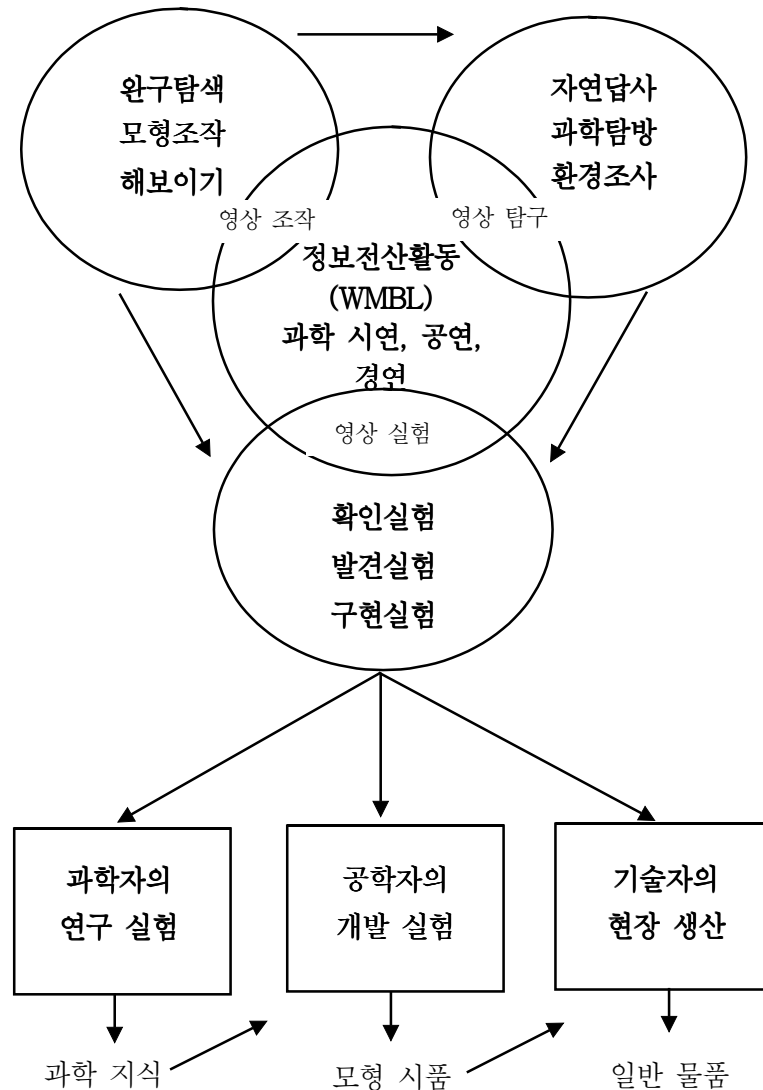 완구탐색
모형조작
해보이기
자연답사
과학탐방
환경조사
영상 조작
영상 탐구
정보전산활동
(WMBL)
과학 시연, 공연,
경연
영상 실험
확인실험
발견실험
구현실험
과학자의
연구 실험
공학자의
개발 실험
기술자의
현장 생산
과학 지식
모형 시품
일반 물품